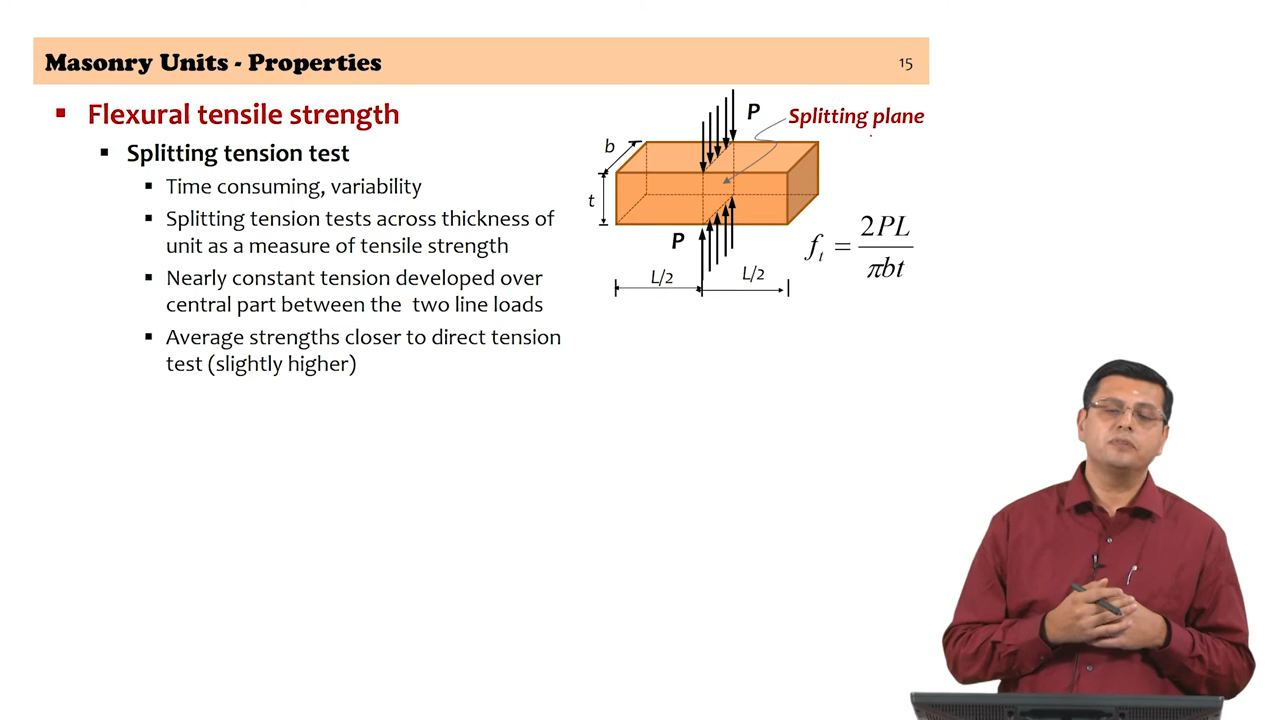 Masonry Units - Properties
15
▪ Flexural tensile strength
▪ Splitting tension test
▪ Time consuming, variability
▪ Splitting tension tests across thickness of
unit as a measure of tensile strength
▪ Nearly constant tension developed over
central part between the two line loads
▪ Average strengths closer to direct tension
test (slightly higher)
P
Splitting plane
b
t
P
L/2
L/2
f_t = 2PL / πbt